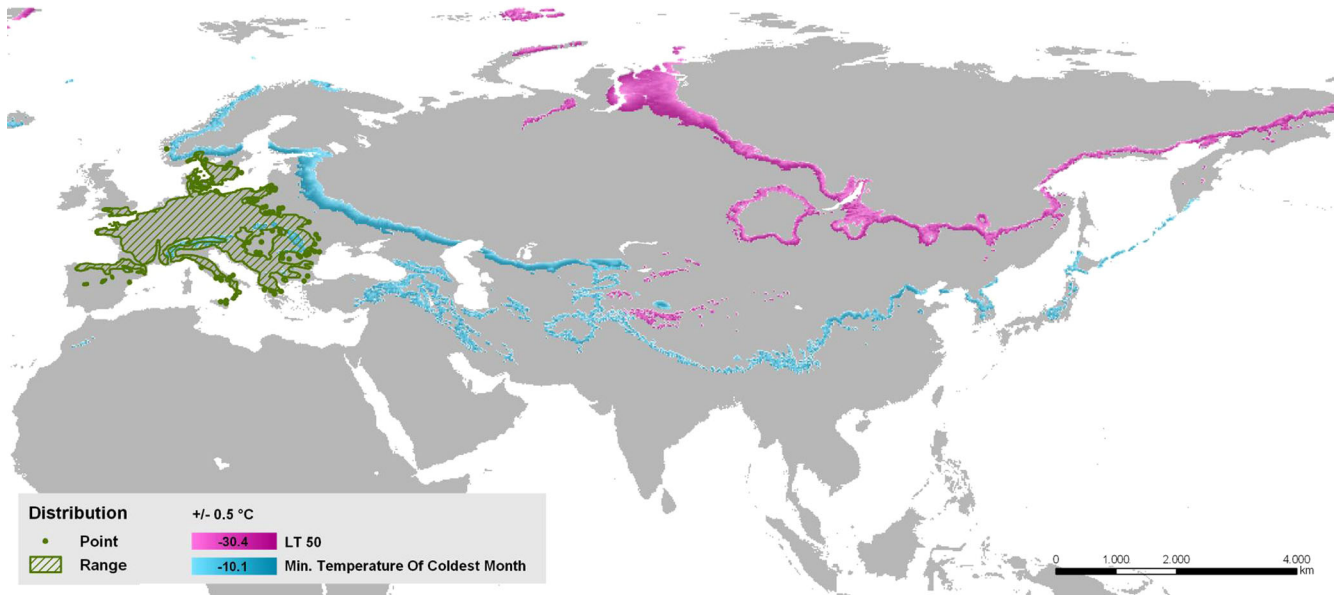 Distribution +/- 0.5 °C
Point -30.4 LT 50
Range -10.1 Min. Temperature Of Coldest Month
0 1.000 2.000 4.000
km